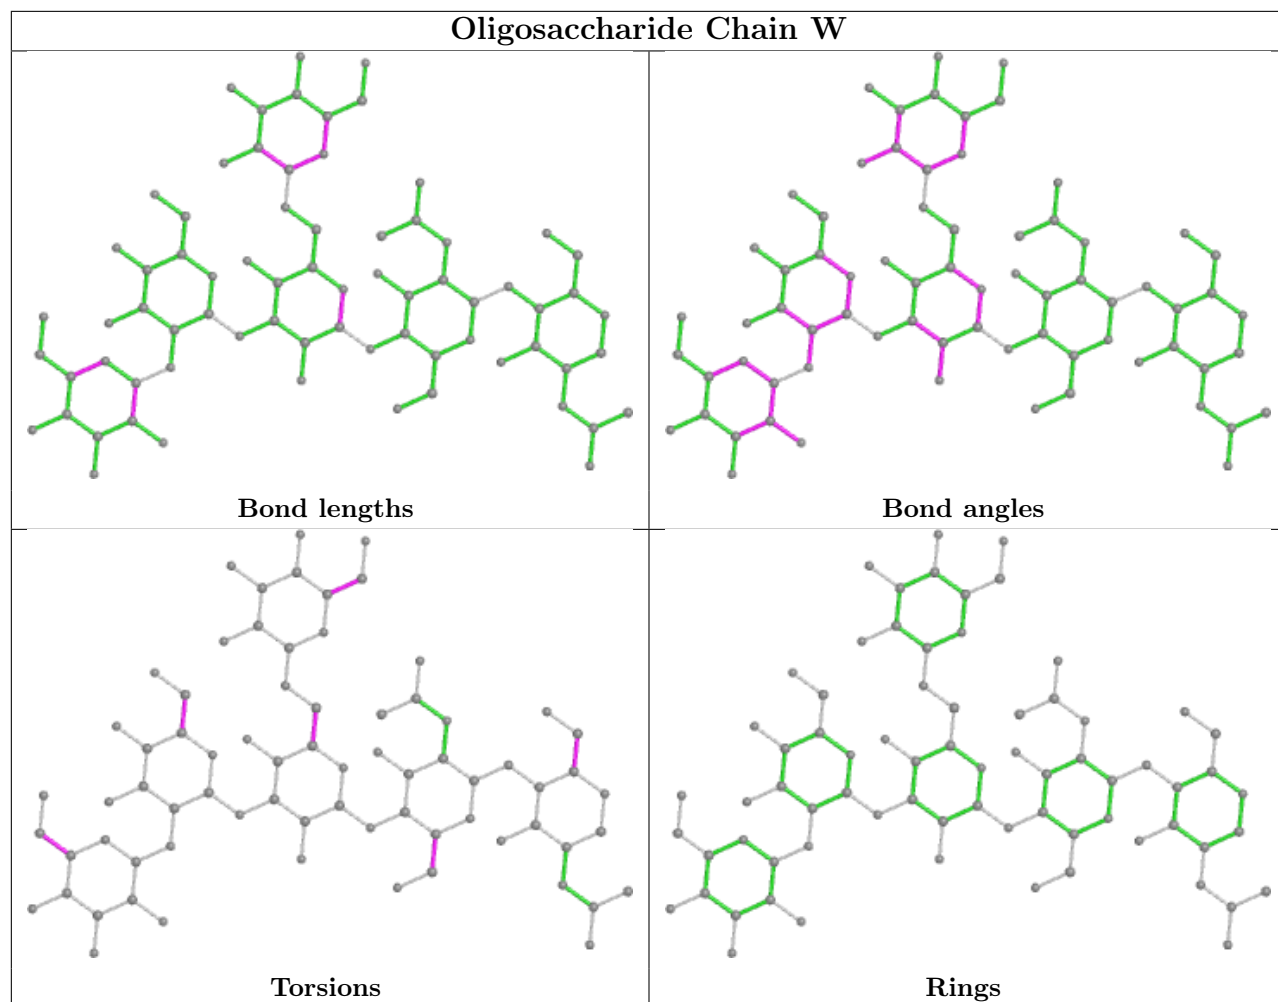 Oligosaccharide Chain W
Bond lengths
Bond angles
Torsions
Rings